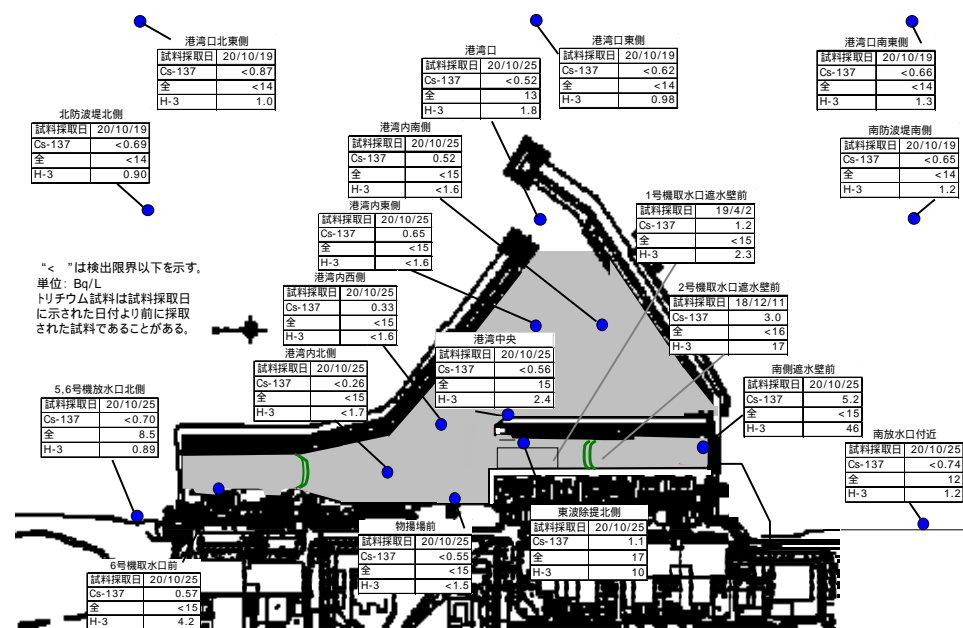 港湾口北東側
試料採取日 20/10/19
Cs-137 <0.87
全 <14
H-3 1.0
港湾口
試料採取日 20/10/25
Cs-137 <0.52
全 13
H-3 1.8
港湾口東側
試料採取日 20/10/19
Cs-137 <0.62
全 <14
H-3 0.98
港湾口南東側
試料採取日 20/10/19
Cs-137 <0.66
全 <14
H-3 1.3
北防波堤北側
試料採取日 20/10/19
Cs-137 <0.69
全 <14
H-3 0.90
港湾内南側
試料採取日 20/10/25
Cs-137 0.52
全 <15
H-3 <1.6
南防波堤南側
試料採取日 20/10/19
Cs-137 <0.65
全 <14
H-3 1.2
港湾内東側
試料採取日 20/10/25
Cs-137 0.65
全 <15
H-3 <1.6
1号機取水口遮水壁前
試料採取日 19/4/2
Cs-137 1.2
全 <15
H-3 2.3
“< ”は検出限界以下を示す。
単位: Bq/L
トリチウム試料は試料採取日
に示された日付より前に採取
された試料であることがある。
港湾内西側
試料採取日 20/10/25
Cs-137 0.33
全 <15
H-3 <1.6
2号機取水口遮水壁前
試料採取日 18/12/11
Cs-137 3.0
全 <16
H-3 17
港湾中央
試料採取日 20/10/25
Cs-137 <0.56
全 15
H-3 2.4
港湾内北側
試料採取日 20/10/25
Cs-137 <0.26
全 <15
H-3 <1.7
南側遮水壁前
試料採取日 20/10/25
Cs-137 5.2
全 <15
H-3 46
5,6号機放水口北側
試料採取日 20/10/25
Cs-137 <0.70
全 8.5
H-3 0.89
南放水口付近
試料採取日 20/10/25
Cs-137 <0.74
全 12
H-3 1.2
物揚場前
試料採取日 20/10/25
Cs-137 <0.55
全 <15
H-3 <1.5
東波除堤北側
試料採取日 20/10/25
Cs-137 1.1
全 17
H-3 10
6号機取水口前
試料採取日 20/10/25
Cs-137 0.57
全 <15
H-3 4.2